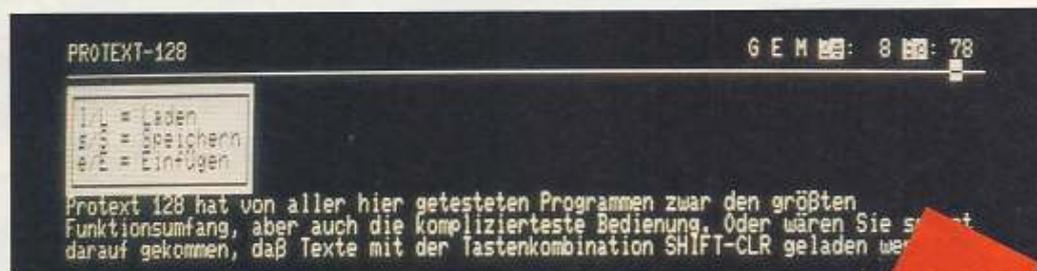 PROTEXT-128 G E M : 8 : 78
l/L = Laden
s/S = Speichern
e/E = Einfügen
Protext 128 hat von aller hier getesteten Programmen zwar den größten
Funktionsumfang, aber auch die komplizierteste Bedienung. Oder wären Sie
darauf gekommen, daß Texte mit der Tastenkombination SHIFT-CLR geladen